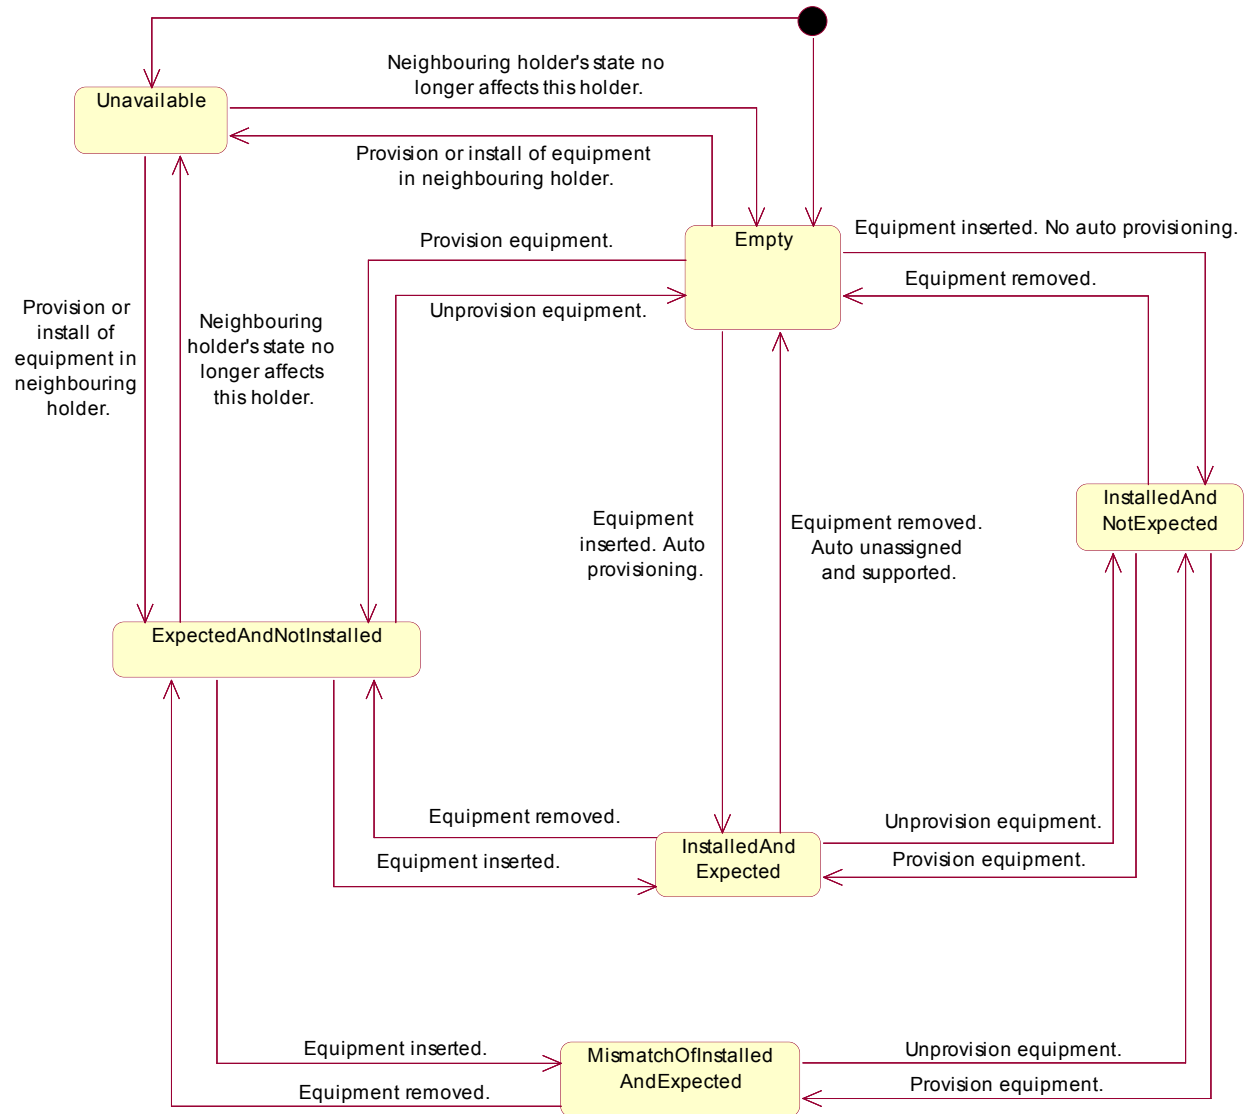 Neighbouring holder's state no
longer affects this holder.
Unavailable
Provision or install of equipment
in neighbouring holder.
Empty
Equipment inserted. No auto provisioning.
Provision equipment.
Equipment removed.
Unprovision equipment.
Provision or
install of
equipment in
neighbouring
holder.
Neighbouring
holder's state no
longer affects
this holder.
InstalledAnd
NotExpected
Equipment
inserted. Auto
provisioning.
Equipment removed.
Auto unassigned
and supported.
ExpectedAndNotInstalled
Equipment removed.
Equipment inserted.
InstalledAnd
Expected
Unprovision equipment.
Provision equipment.
Equipment inserted.
Equipment removed.
MismatchOfInstalled
AndExpected
Unprovision equipment.
Provision equipment.